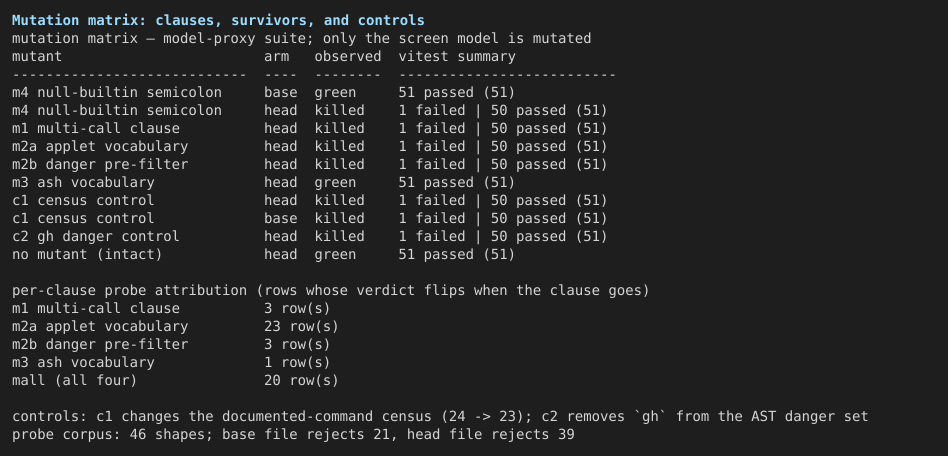 Mutation matrix: clauses, survivors, and controls
mutation matrix — model-proxy suite; only the screen model is mutated
mutant                       arm   observed  vitest summary
---------------------------  ----  --------  -------------------------
m4 null-builtin semicolon    base  green     51 passed (51)
m4 null-builtin semicolon    head  killed    1 failed | 50 passed (51)
m1 multi-call clause         head  killed    1 failed | 50 passed (51)
m2a applet vocabulary        head  killed    1 failed | 50 passed (51)
m2b danger pre-filter        head  killed    1 failed | 50 passed (51)
m3 ash vocabulary            head  green     51 passed (51)
c1 census control            head  killed    1 failed | 50 passed (51)
c1 census control            base  killed    1 failed | 50 passed (51)
c2 gh danger control         head  killed    1 failed | 50 passed (51)
no mutant (intact)           head  green     51 passed (51)

per-clause probe attribution (rows whose verdict flips when the clause goes)
m1 multi-call clause         3 row(s)
m2a applet vocabulary        23 row(s)
m2b danger pre-filter        3 row(s)
m3 ash vocabulary            1 row(s)
mall (all four)              20 row(s)

controls: c1 changes the documented-command census (24 -> 23); c2 removes `gh` from the AST danger set
probe corpus: 46 shapes; base file rejects 21, head file rejects 39